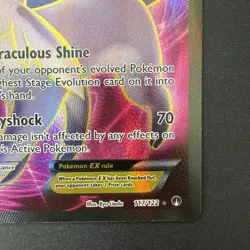 raculous Shine
of your opponent's evolved Pokémon
ghest Stage Evolution card on it into
's hand.
yshock 70
amage isn't affected by any effects on
s Active Pokémon.
stance
Pokémon-EX rule
When a Pokémon-EX has been Knocked Out,
your opponent takes 2 Prize cards.
Illus. Ryo Ueda
117/122